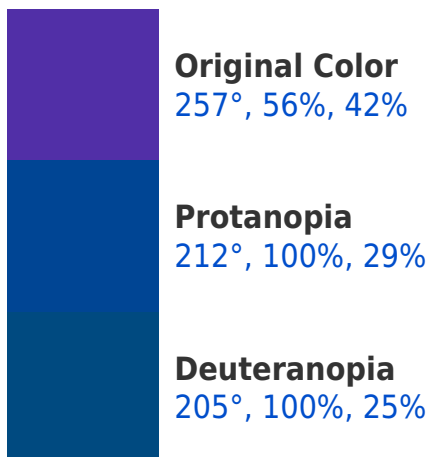 Original Color
257°, 56%, 42%
Protanopia
212°, 100%, 29%
Deuteranopia
205°, 100%, 25%